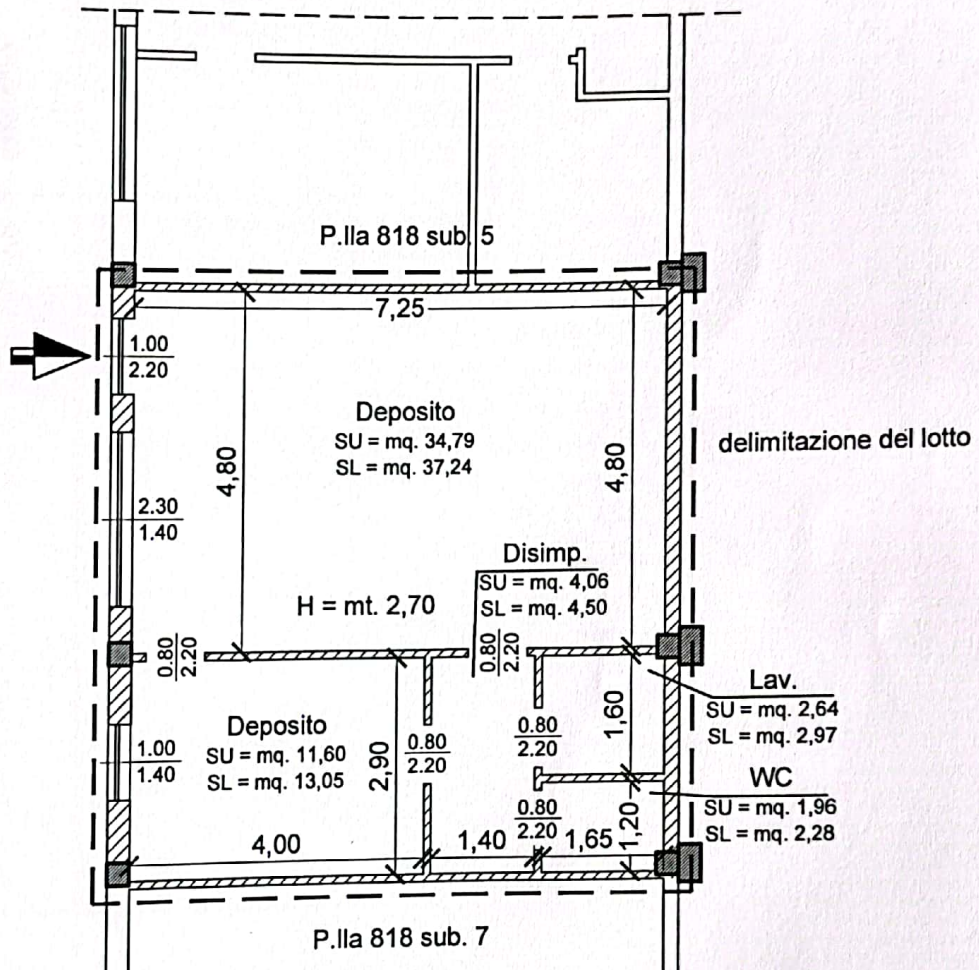 P.lla 818 sub. 5
7,25
1.00
2.20
Deposito
SU = mq. 34,79
SL = mq. 37,24
4,80
4,80
delimitazione del lotto
2.30
1.40
Disimp.
SU = mq. 4,06
SL = mq. 4,50
H = mt. 2,70
0.80
2.20
0.80
2.20
Lav.
SU = mq. 2,64
SL = mq. 2,97
1,60
Deposito
SU = mq. 11,60
SL = mq. 13,05
1.00
1.40
2,90
0.80
2.20
0.80
2.20
WC
SU = mq. 1,96
SL = mq. 2,28
0.80
2.20
1,20
4,00
1,40
1,65
P.lla 818 sub. 7